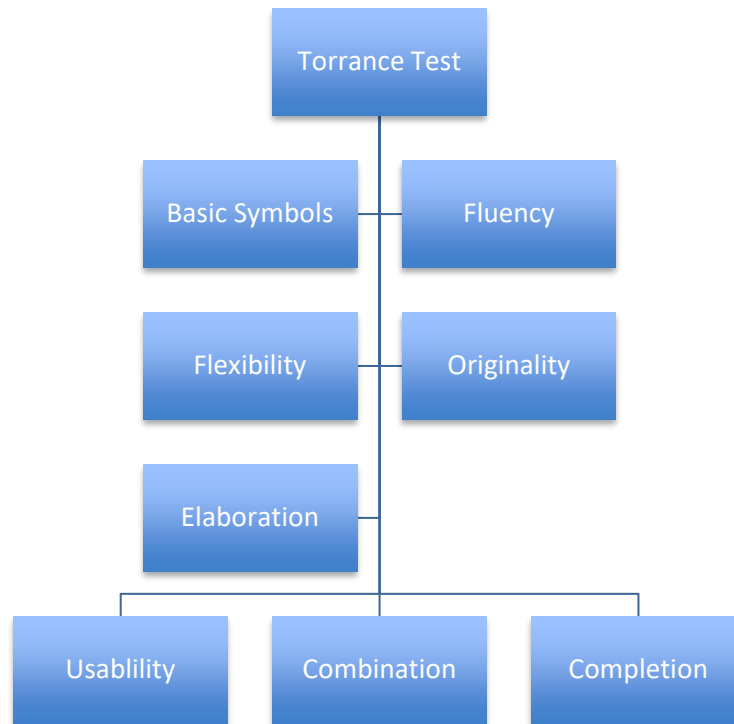 Torrance Test
Basic Symbols
Fluency
Flexibility
Originality
Elaboration
Usablility
Combination
Completion